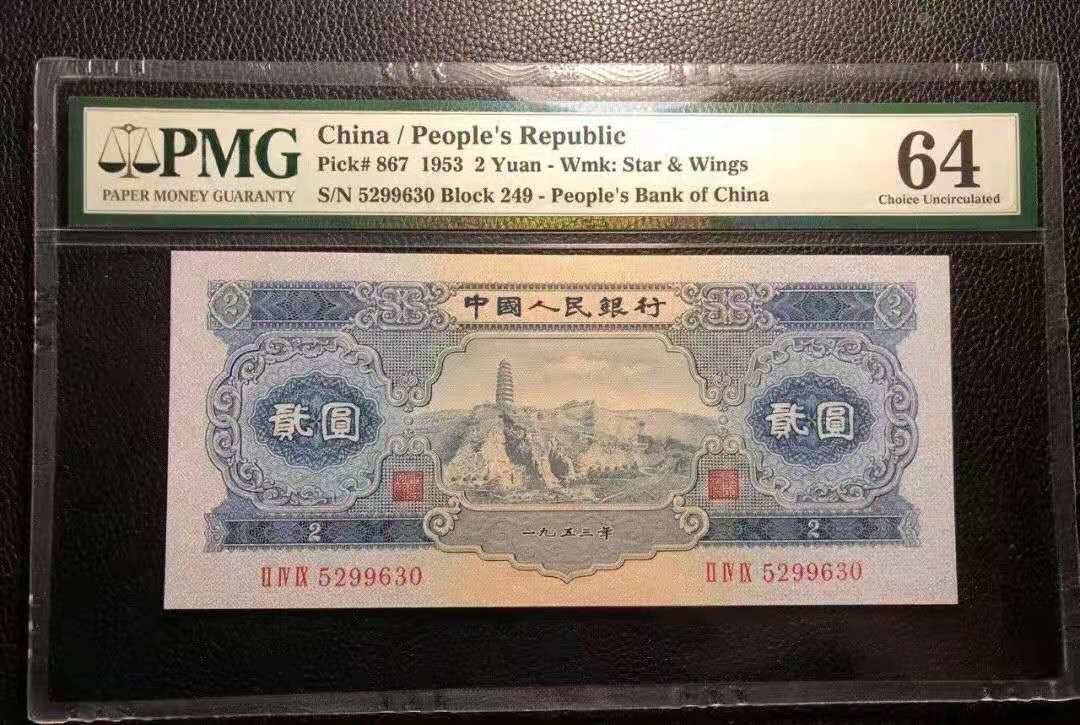 PMG
PAPER MONEY GUARANTY
China / People's Republic
Pick# 867 1953 2 Yuan - Wmk: Star & Wings
S/N 5299630 Block 249 - People's Bank of China
64
Choice Uncirculated
2 中國人民銀行 2
貳圓 貳圓
2 一九五三年 2
II IV IX 5299630 II IV IX 5299630